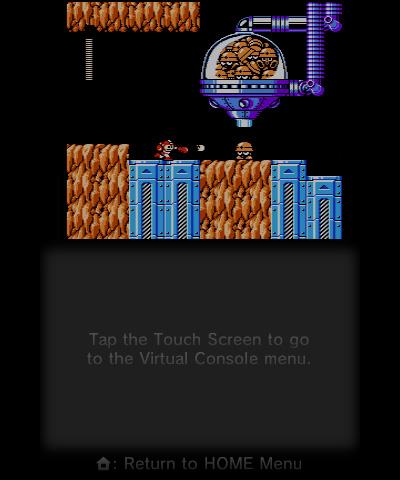 Tap the Touch Screen to go
to the Virtual Console menu.
: Return to HOME Menu